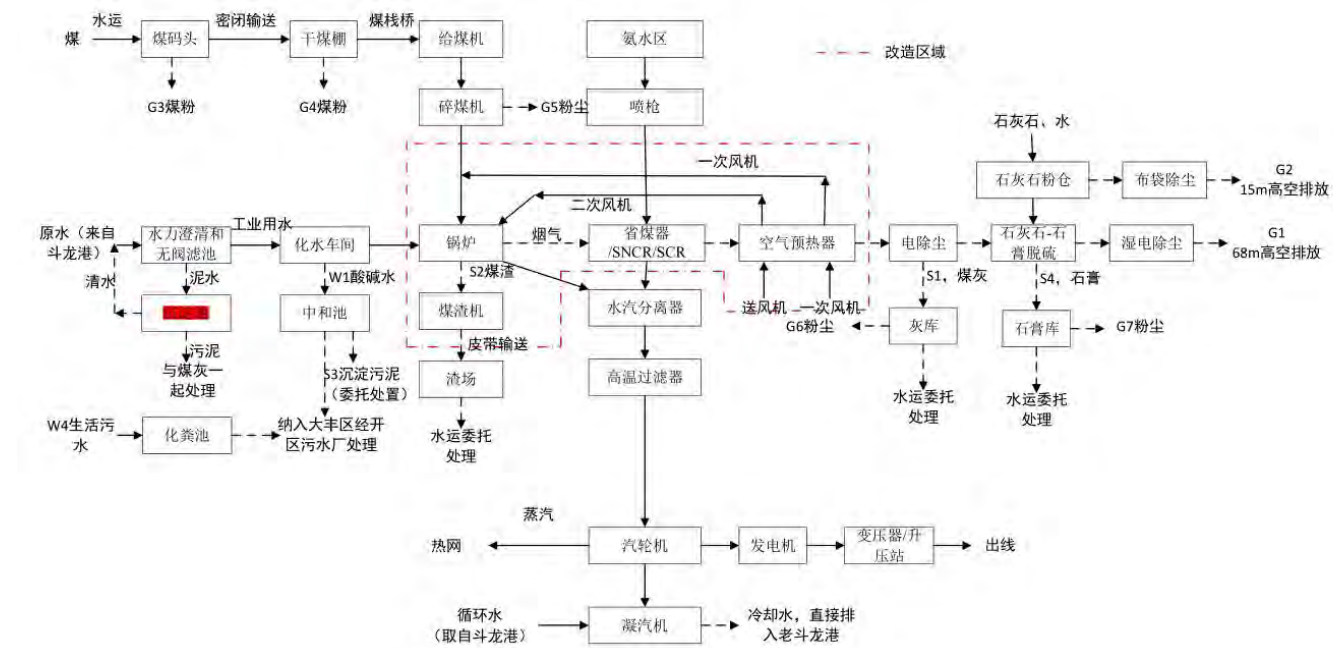 水运
密闭输送
煤栈桥
煤
煤码头
干煤棚
给煤机
氨水区
改造区域
G3煤粉
G4煤粉
碎煤机
G5粉尘
喷枪
石灰石、水
一次风机
石灰石粉仓
布袋除尘
G2
15m高空排放
二次风机
原水（来自
斗龙港）
水力澄清和
无阀滤池
工业用水
化水车间
锅炉
烟气
省煤器
/SNCR/SCR
空气预热器
电除尘
石灰石-石
膏脱硫
湿电除尘
G1
68m高空排放
清水
泥水
W1酸碱水
S2煤渣
S1，煤灰
S4，石膏
中和池
煤渣机
水汽分离器
送风机
一次风机
G6粉尘
灰库
石膏库
G7粉尘
污泥
与煤灰一
起处理
皮带输送
S3沉淀污泥
（委托处置）
渣场
高温过滤器
水运委托
处理
水运委托
处理
W4生活污
水
化粪池
纳入大丰区经开
区污水厂处理
水运委托
处理
蒸汽
热网
汽轮机
发电机
变压器/升
压站
出线
循环水
（取自斗龙港）
凝汽机
冷却水，直接排
入老斗龙港